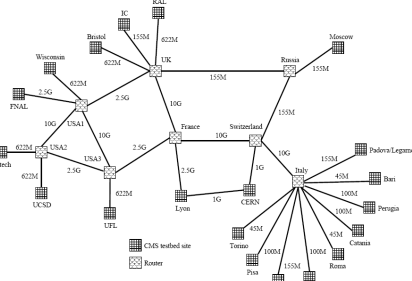 RAL
IC
155M
622M
Bristol
622M
UK
Russia
Moscow
155M
155M
Wisconsin
622M
FNAL
2.5G
2.5G
USA1
10G
10G
10G
155M
France
Switzerland
10G
622M
USA2
USA3
2.5G
2.5G
10G
tech
622M
UCSD
622M
UFL
2.5G
1G
Lyon
1G
CERN
Italy
155M
Padova/Legnaro
45M
Bari
100M
Perugia
100M
Catania
45M
Roma
100M
155M
100M
Pisa
45M
Torino
CMS testbed site
Router